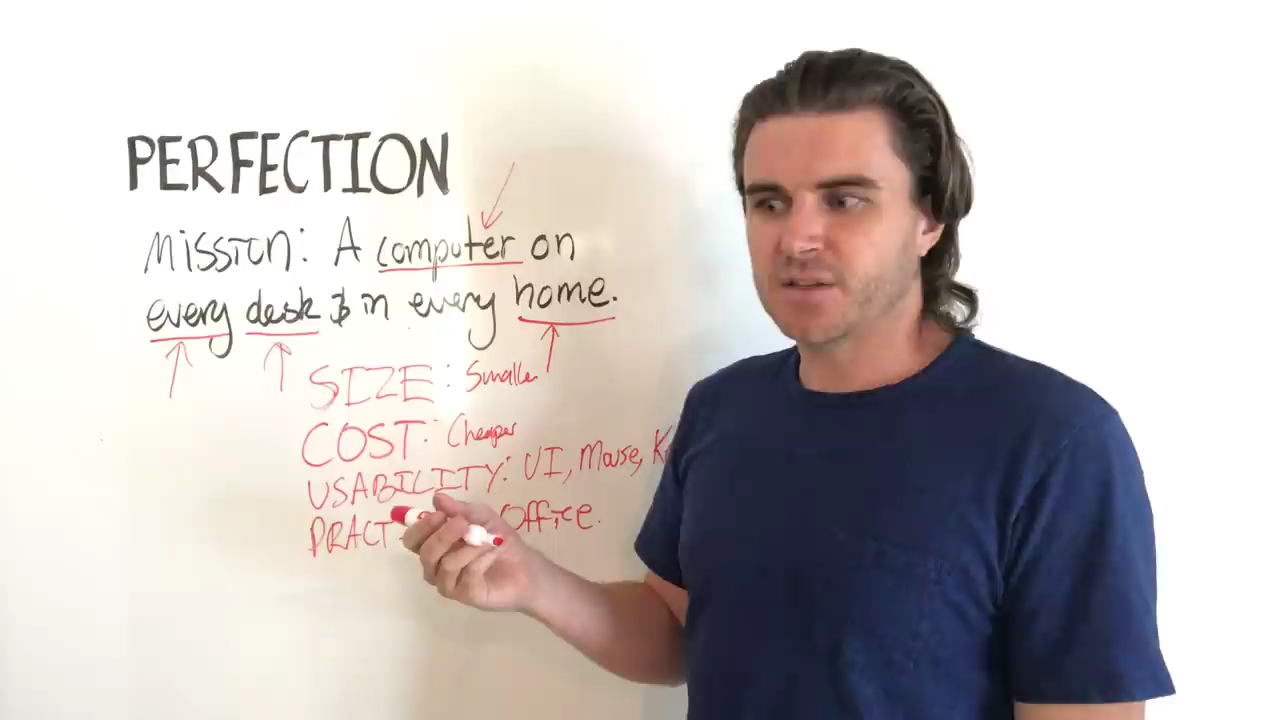 PERFECTION
Mission: A computer on
every desk & in every home.
SIZE: Smaller
COST: Cheaper
USABILITY: UI, Mouse,
Office.